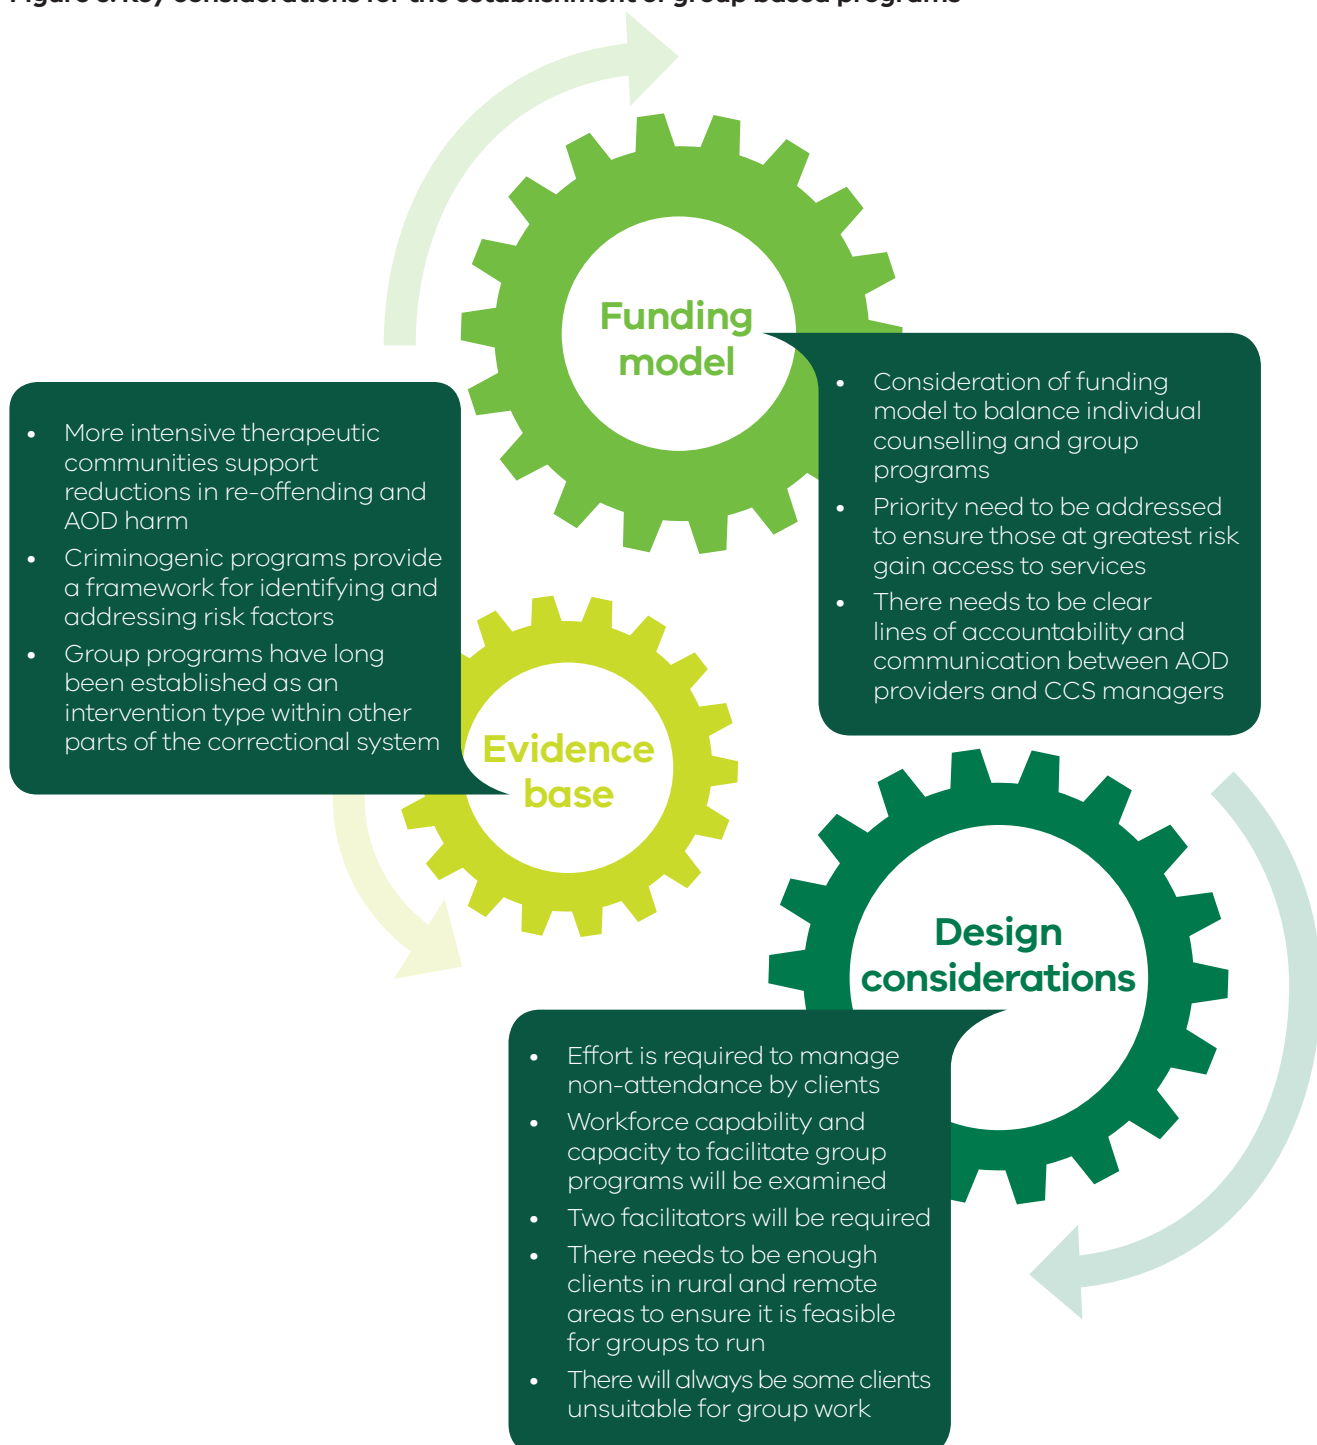 Funding
model
• Consideration of funding
model to balance individual
counselling and group
programs
• Priority need to be addressed
to ensure those at greatest risk
gain access to services
• There needs to be clear
lines of accountability and
communication between AOD
providers and CCS managers
• More intensive therapeutic
communities support
reductions in re-offending and
AOD harm
• Criminogenic programs provide
a framework for identifying and
addressing risk factors
• Group programs have long
been established as an
intervention type within other
parts of the correctional system
Evidence
base
Design
considerations
• Effort is required to manage
non-attendance by clients
• Workforce capability and
capacity to facilitate group
programs will be examined
• Two facilitators will be required
• There needs to be enough
clients in rural and remote
areas to ensure it is feasible
for groups to run
• There will always be some clients
unsuitable for group work